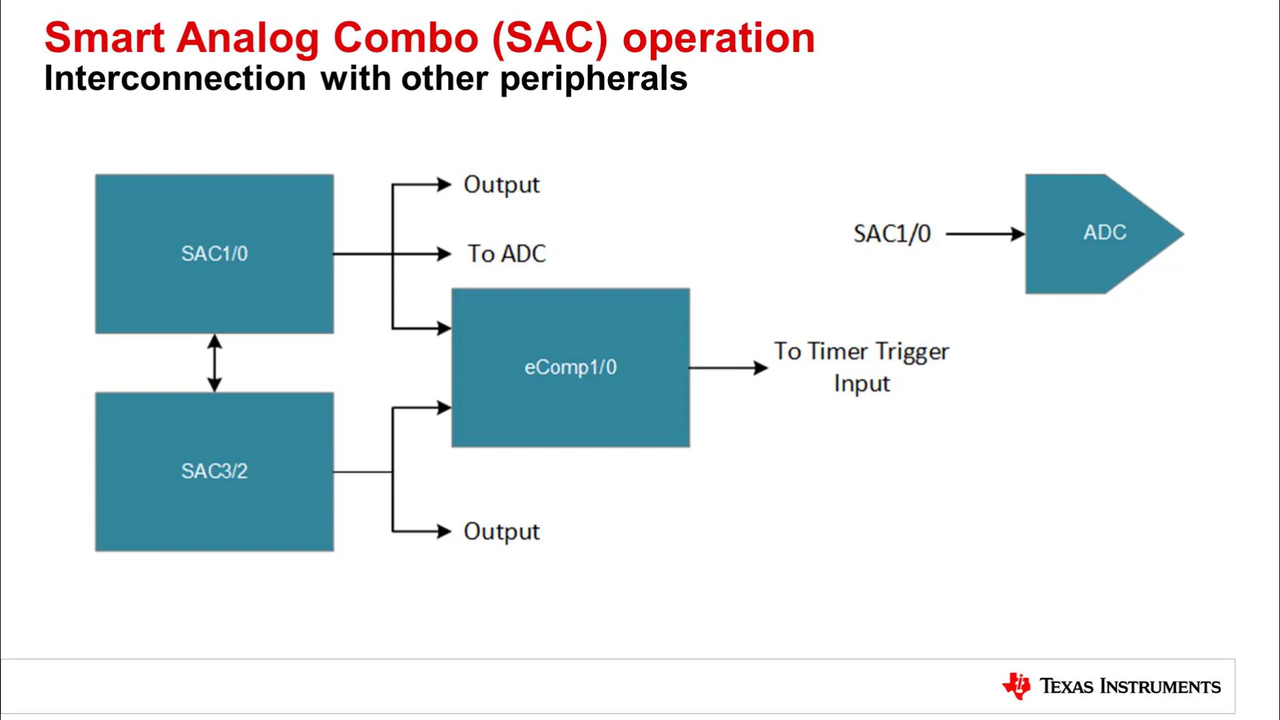 Smart Analog Combo (SAC) operation
Interconnection with other peripherals
SAC1/0
Output
To ADC
SAC1/0
ADC
eComp1/0
To Timer Trigger
Input
SAC3/2
Output
TEXAS INSTRUMENTS